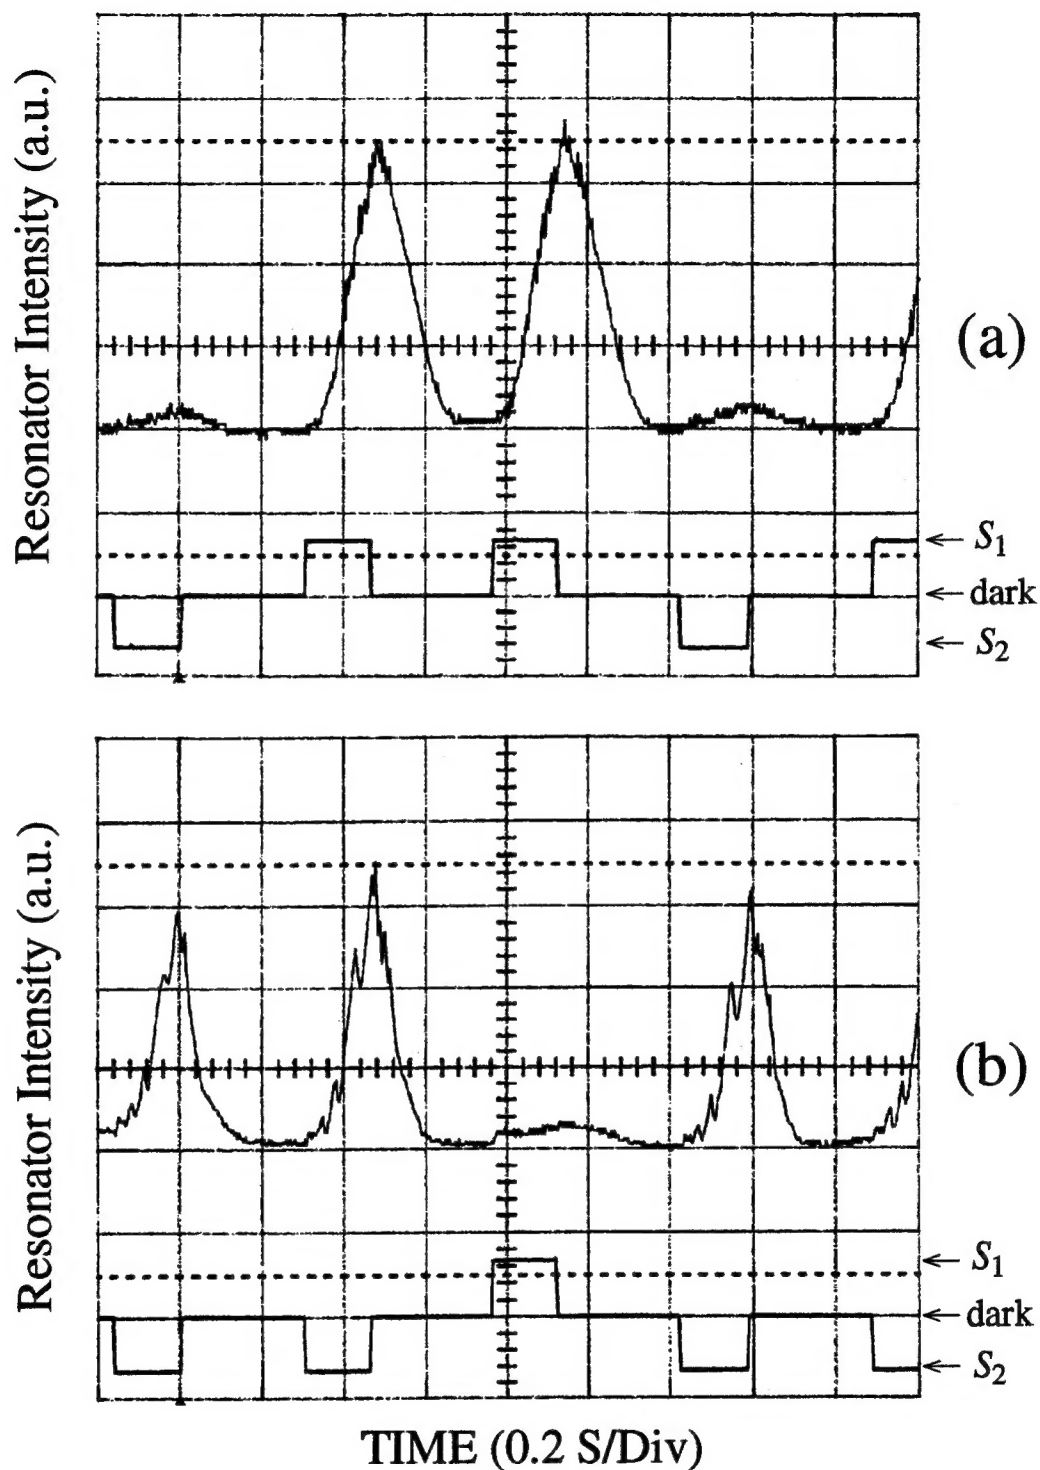 Resonator Intensity (a.u.)
(a)
S1
dark
S2
Resonator Intensity (a.u.)
(b)
S1
dark
S2
TIME (0.2 S/Div)